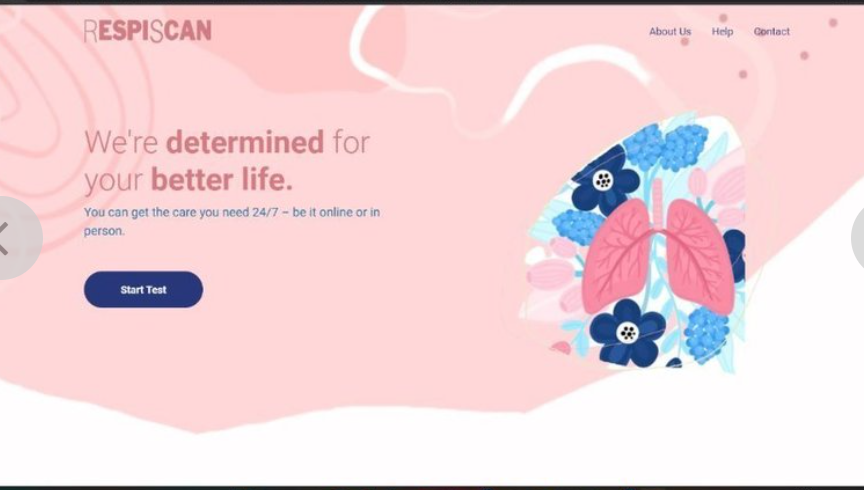 RESPISCAN
About Us Help Contact
We're determined for
your better life.
You can get the care you need 24/7 – be it online or in
person.
Start Test